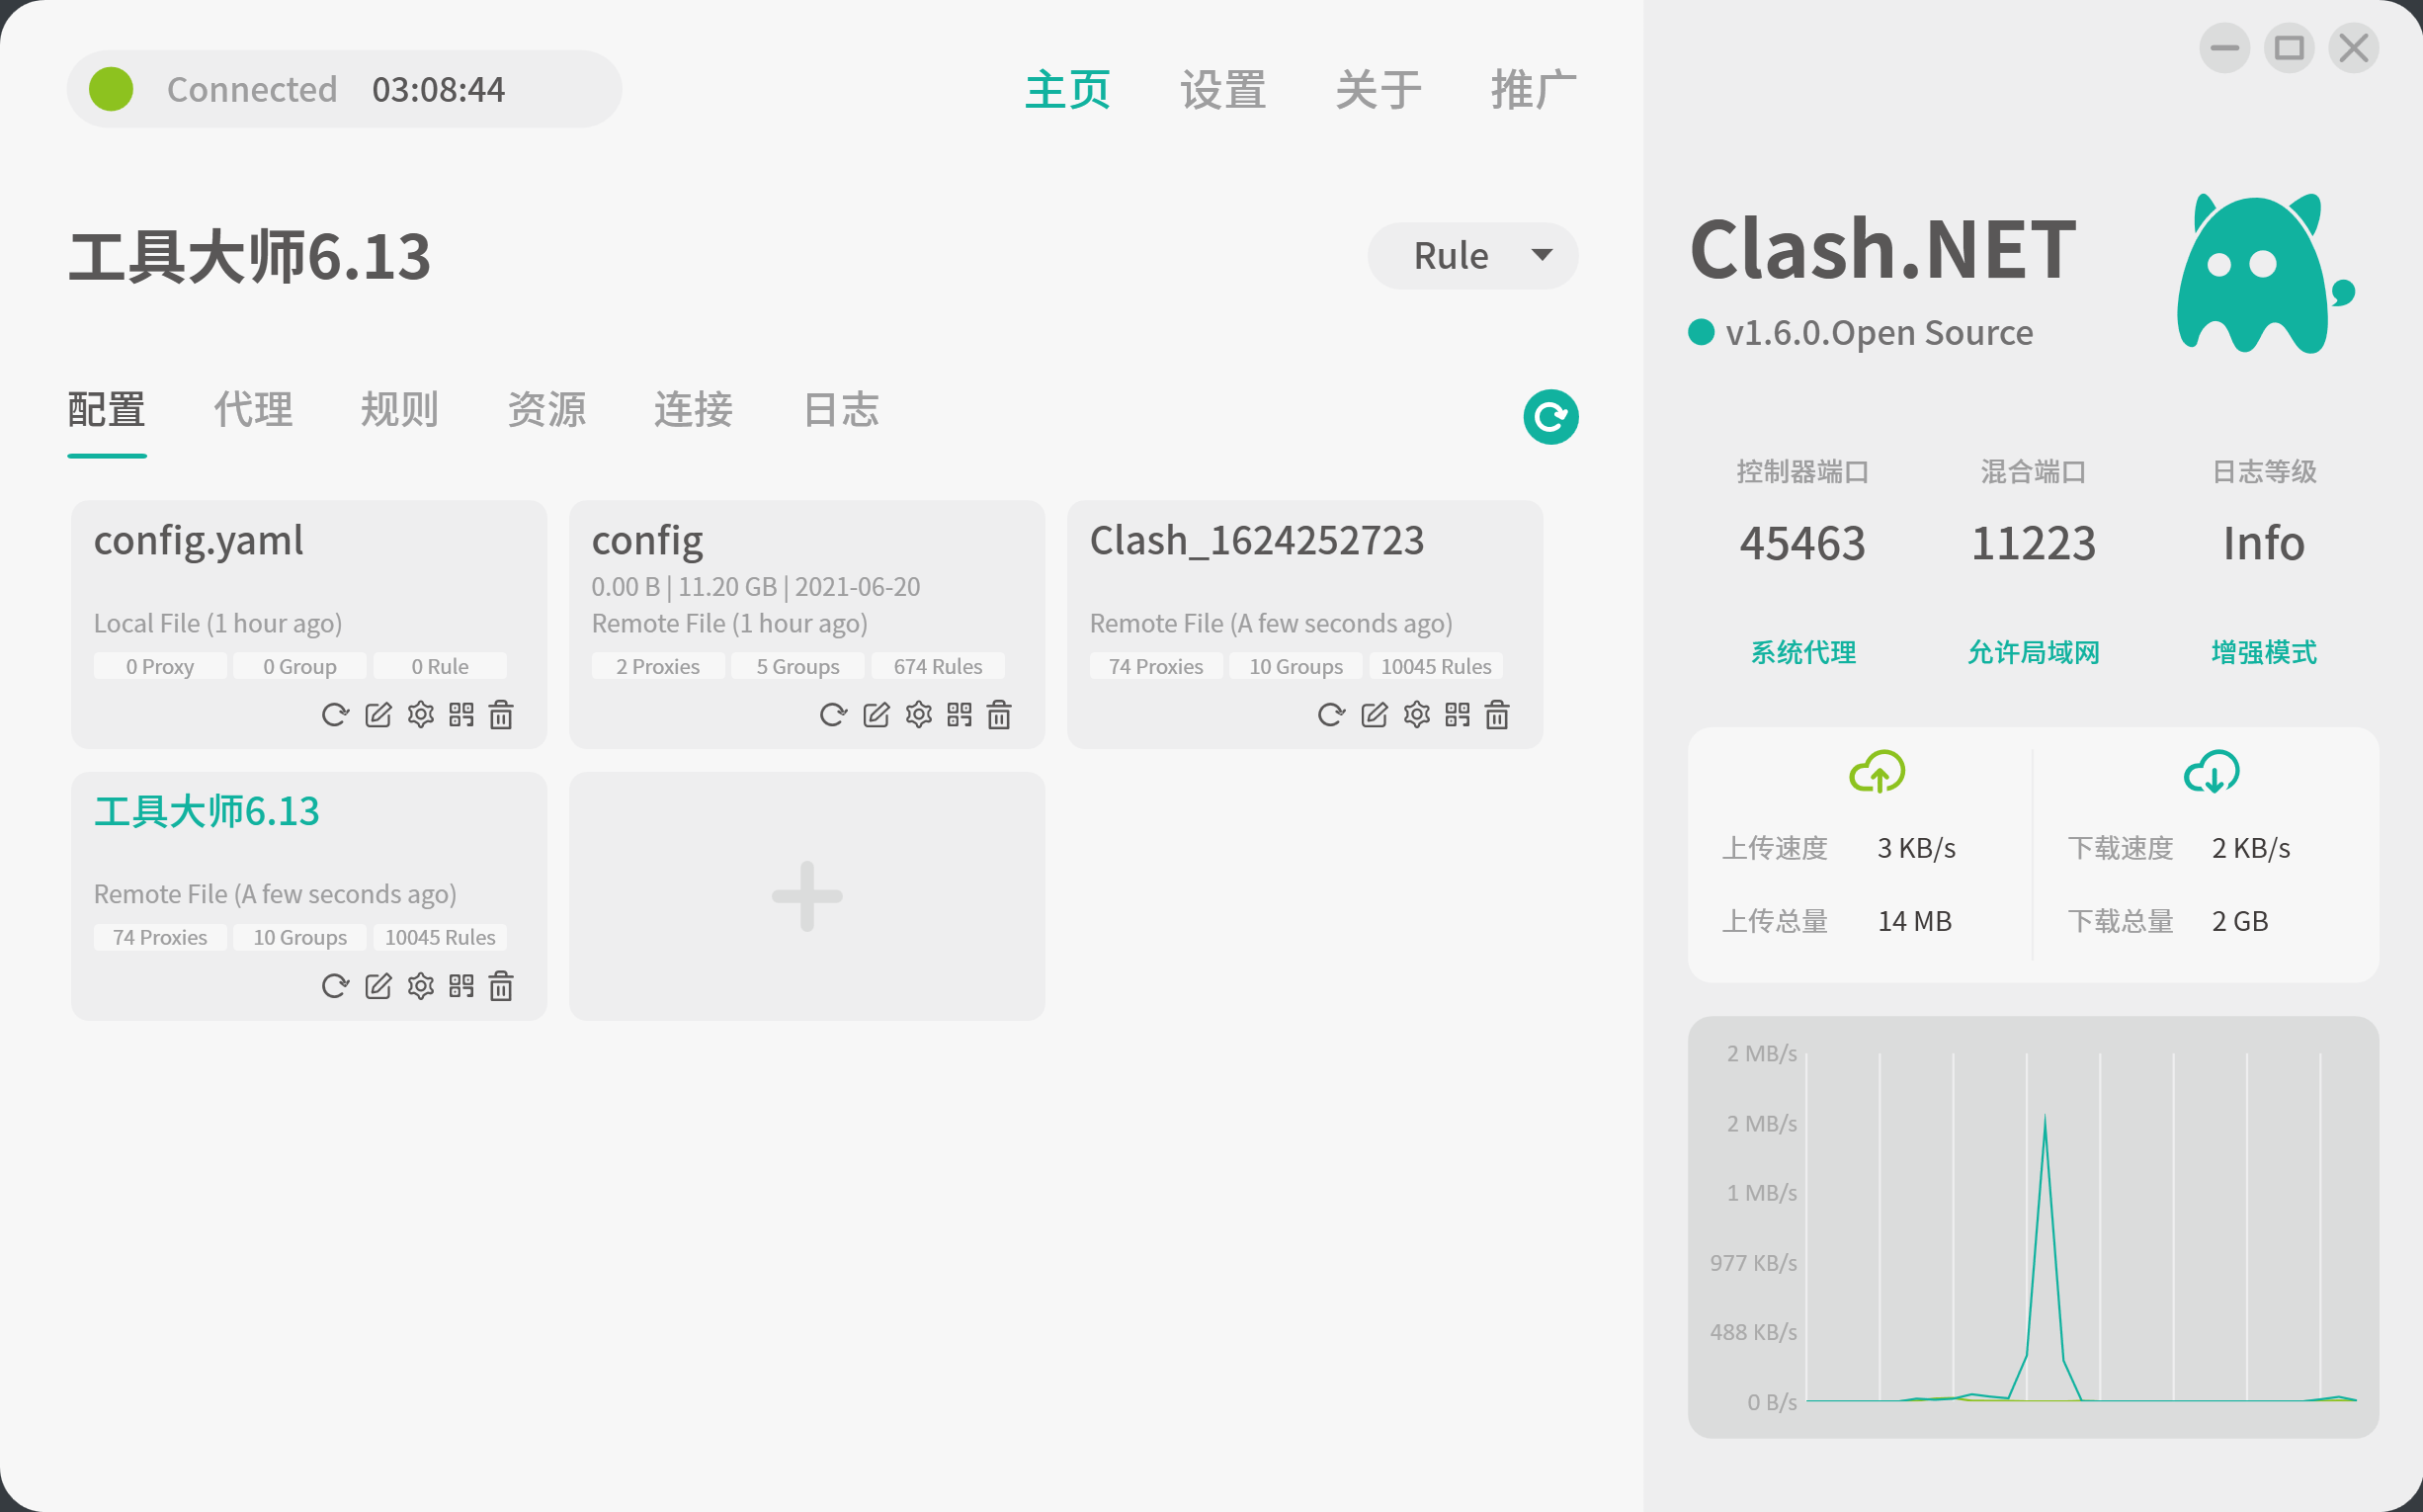 Connected 03:08:44
主页 设置 关于 推广
工具大师6.13
Rule
配置 代理 规则 资源 连接 日志
config.yaml
Local File (1 hour ago)
0 Proxy 0 Group 0 Rule
config
0.00 B | 11.20 GB | 2021-06-20
Remote File (1 hour ago)
2 Proxies 5 Groups 674 Rules
Clash_1624252723
Remote File (A few seconds ago)
74 Proxies 10 Groups 10045 Rules
工具大师6.13
Remote File (A few seconds ago)
74 Proxies 10 Groups 10045 Rules
Clash.NET
v1.6.0.Open Source
控制器端口 混合端口 日志等级
45463 11223 Info
系统代理 允许局域网 增强模式
上传速度 3 KB/s 下载速度 2 KB/s
上传总量 14 MB 下载总量 2 GB
2 MB/s
2 MB/s
1 MB/s
977 KB/s
488 KB/s
0 B/s